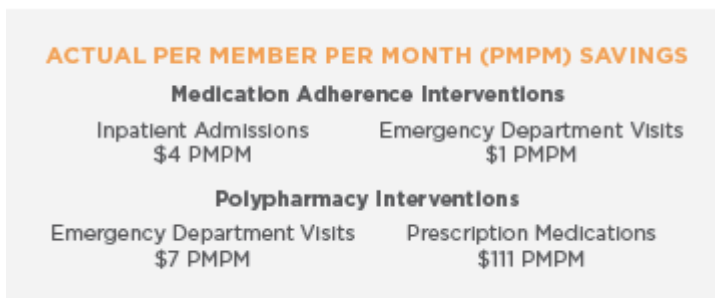 ACTUAL PER MEMBER PER MONTH (PMPM) SAVINGS
Medication Adherence Interventions
Inpatient Admissions Emergency Department Visits
$4 PMPM $1 PMPM
Polypharmacy Interventions
Emergency Department Visits Prescription Medications
$7 PMPM $111 PMPM